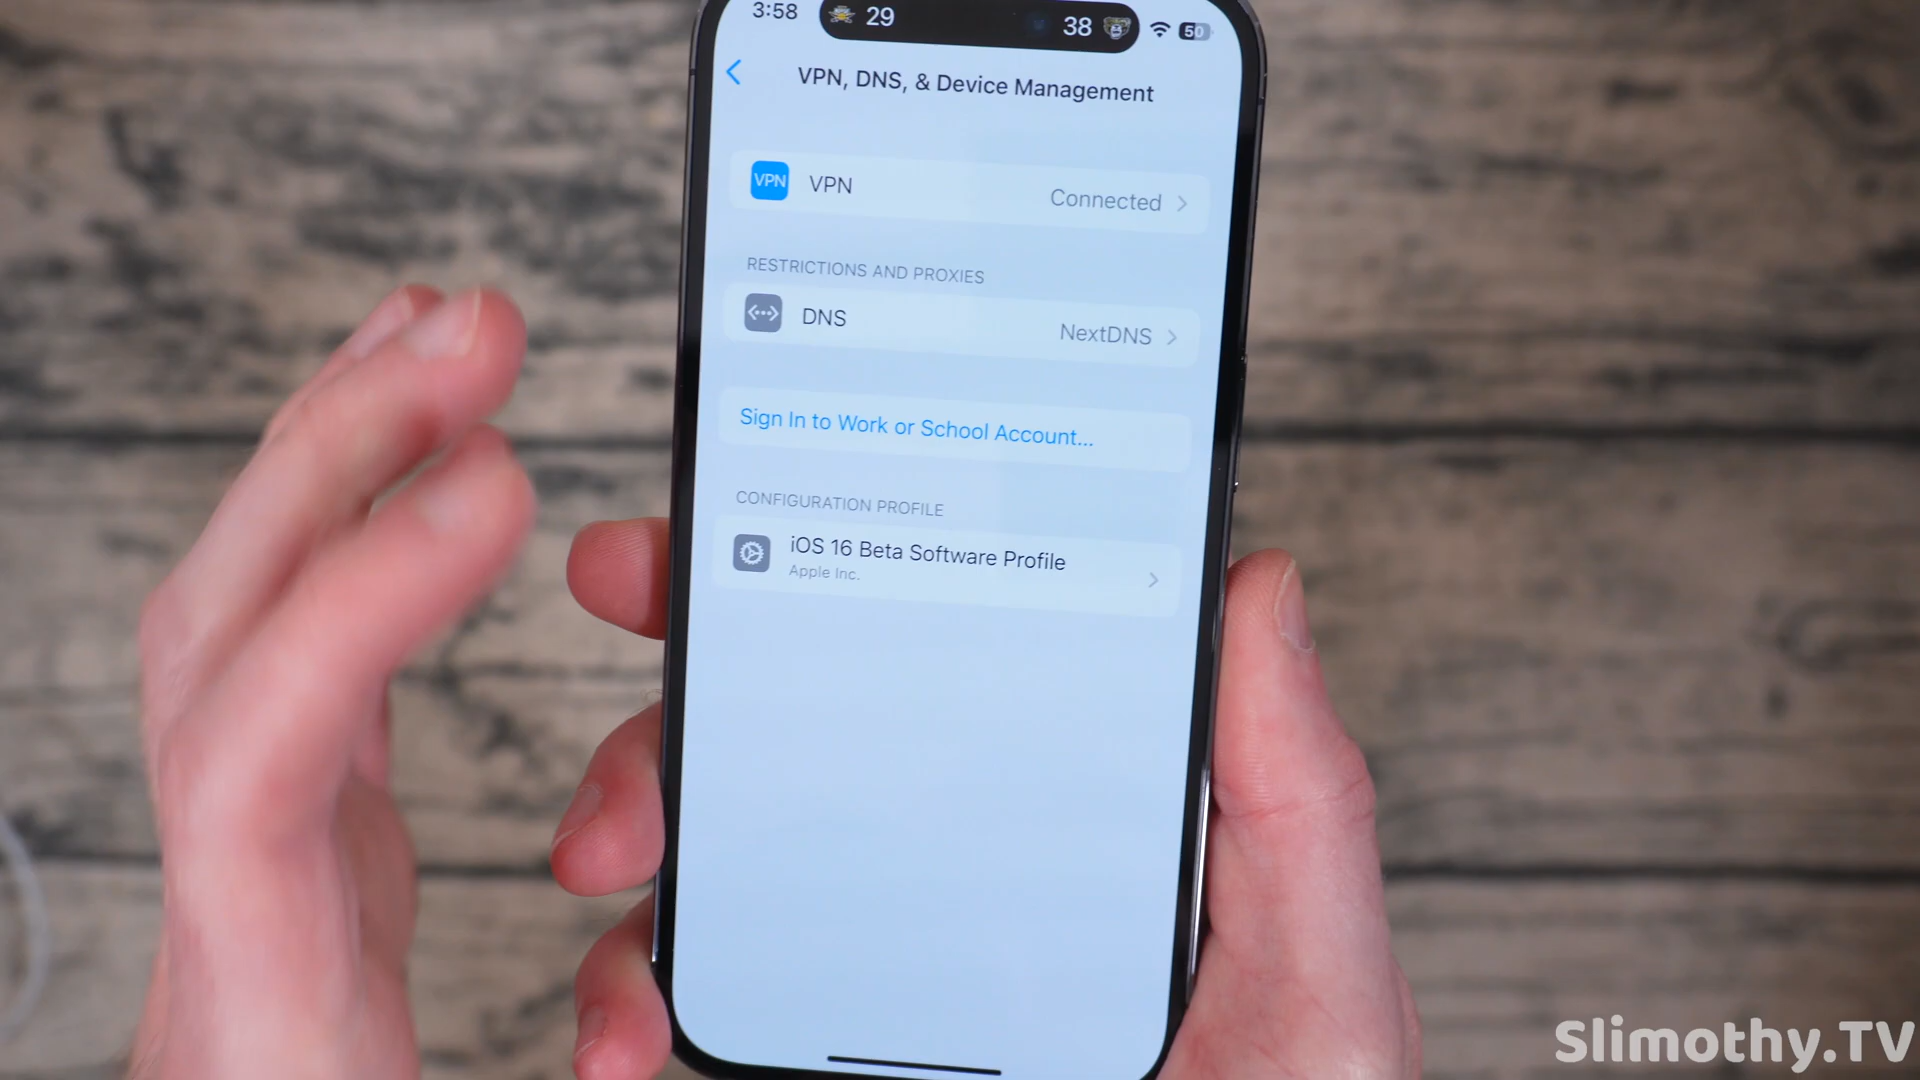 3:58
29
38
50
VPN, DNS, & Device Management
VPN VPN Connected
RESTRICTIONS AND PROXIES
DNS NextDNS
Sign In to Work or School Account...
CONFIGURATION PROFILE
iOS 16 Beta Software Profile
Apple Inc.
Slimothy.TV